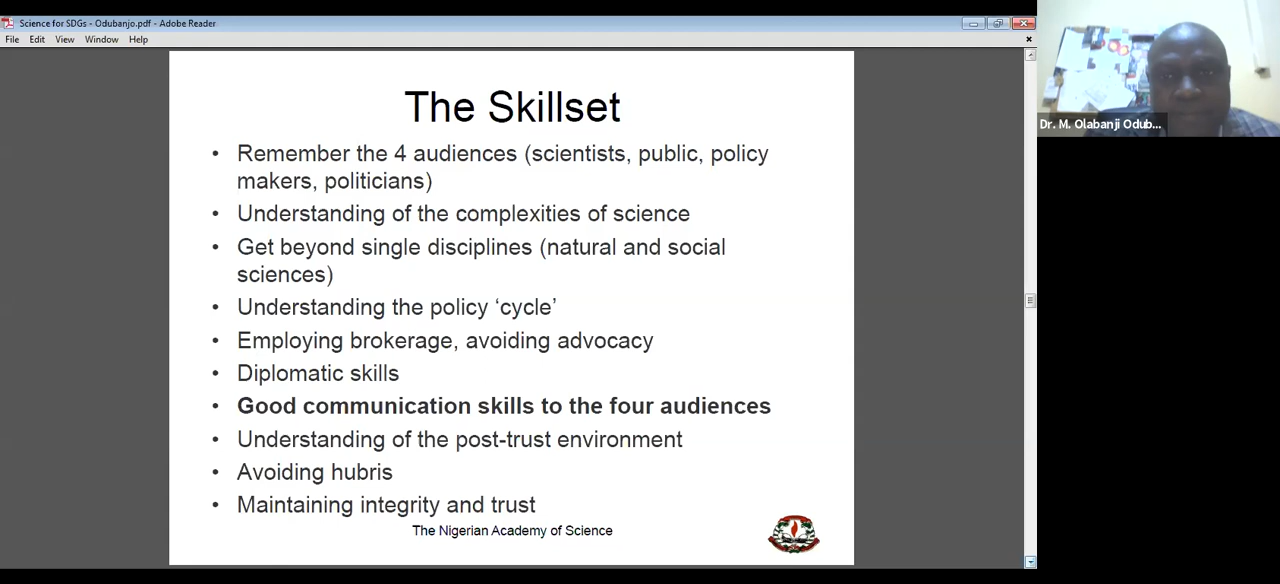 Science for SDGs - Odubanjo.pdf - Adobe Reader
File Edit View Window Help
The Skillset
• Remember the 4 audiences (scientists, public, policy
makers, politicians)
• Understanding of the complexities of science
• Get beyond single disciplines (natural and social
sciences)
• Understanding the policy ‘cycle’
• Employing brokerage, avoiding advocacy
• Diplomatic skills
• Good communication skills to the four audiences
• Understanding of the post-trust environment
• Avoiding hubris
• Maintaining integrity and trust
The Nigerian Academy of Science
Dr. M. Olabanji Odub...